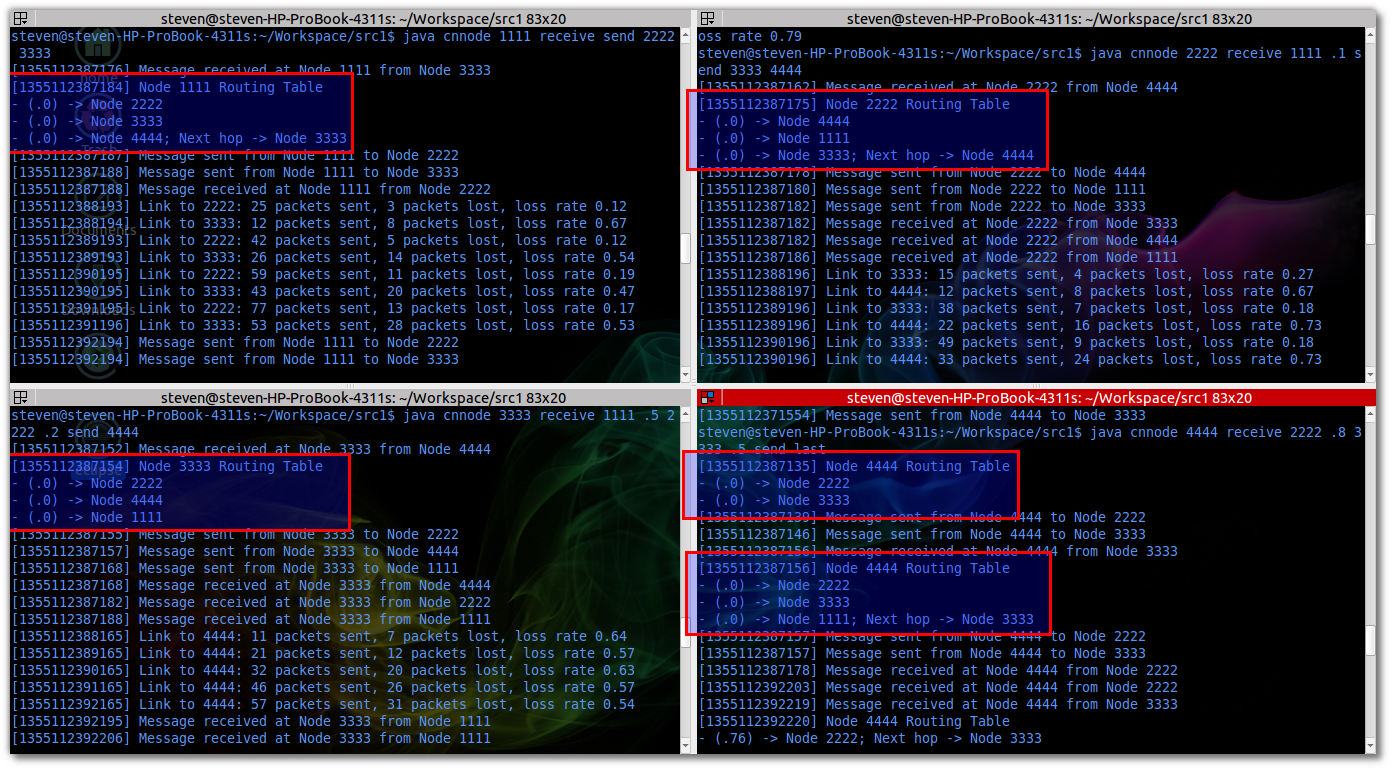 steven@steven-HP-ProBook-4311s: ~/Workspace/src1 83x20
steven@steven-HP-ProBook-4311s:~/Workspace/src1$ java cnnode 1111 receive send 2222
3333
[1355112387176] Message received at Node 1111 from Node 3333
[1355112387184] Node 1111 Routing Table
- (.0) -> Node 2222
- (.0) -> Node 3333
- (.0) -> Node 4444; Next hop -> Node 3333
[1355112387187] Message sent from Node 1111 to Node 2222
[1355112387188] Message sent from Node 1111 to Node 3333
[1355112387188] Message received at Node 1111 from Node 2222
[1355112388193] Link to 2222: 25 packets sent, 3 packets lost, loss rate 0.12
[1355112388194] Link to 3333: 12 packets sent, 8 packets lost, loss rate 0.67
[1355112389193] Link to 2222: 42 packets sent, 5 packets lost, loss rate 0.12
[1355112389193] Link to 3333: 26 packets sent, 14 packets lost, loss rate 0.54
[1355112390195] Link to 2222: 59 packets sent, 11 packets lost, loss rate 0.19
[1355112390195] Link to 3333: 43 packets sent, 20 packets lost, loss rate 0.47
[1355112391195] Link to 2222: 77 packets sent, 13 packets lost, loss rate 0.17
[1355112391196] Link to 3333: 53 packets sent, 28 packets lost, loss rate 0.53
[1355112392194] Message sent from Node 1111 to Node 2222
[1355112392194] Message sent from Node 1111 to Node 3333
steven@steven-HP-ProBook-4311s: ~/Workspace/src1 83x20
oss rate 0.79
steven@steven-HP-ProBook-4311s:~/Workspace/src1$ java cnnode 2222 receive 1111 .1 s
end 3333 4444
[1355112387162] Message received at Node 2222 from Node 4444
[1355112387175] Node 2222 Routing Table
- (.0) -> Node 4444
- (.0) -> Node 1111
- (.0) -> Node 3333; Next hop -> Node 4444
[1355112387178] Message sent from Node 2222 to Node 4444
[1355112387180] Message sent from Node 2222 to Node 1111
[1355112387182] Message sent from Node 2222 to Node 3333
[1355112387182] Message received at Node 2222 from Node 3333
[1355112387182] Message received at Node 2222 from Node 4444
[1355112387186] Message received at Node 2222 from Node 1111
[1355112388196] Link to 3333: 15 packets sent, 4 packets lost, loss rate 0.27
[1355112388197] Link to 4444: 12 packets sent, 8 packets lost, loss rate 0.67
[1355112389196] Link to 3333: 38 packets sent, 7 packets lost, loss rate 0.18
[1355112389196] Link to 4444: 22 packets sent, 16 packets lost, loss rate 0.73
[1355112390196] Link to 3333: 49 packets sent, 9 packets lost, loss rate 0.18
[1355112390196] Link to 4444: 33 packets sent, 24 packets lost, loss rate 0.73
steven@steven-HP-ProBook-4311s: ~/Workspace/src1 83x20
steven@steven-HP-ProBook-4311s:~/Workspace/src1$ java cnnode 3333 receive 1111 .5 2
222 .2 send 4444
[1355112387152] Message received at Node 3333 from Node 4444
[1355112387154] Node 3333 Routing Table
- (.0) -> Node 2222
- (.0) -> Node 4444
- (.0) -> Node 1111
[1355112387155] Message sent from Node 3333 to Node 2222
[1355112387157] Message sent from Node 3333 to Node 4444
[1355112387168] Message sent from Node 3333 to Node 1111
[1355112387168] Message received at Node 3333 from Node 4444
[1355112387182] Message received at Node 3333 from Node 2222
[1355112387188] Message received at Node 3333 from Node 1111
[1355112388165] Link to 4444: 11 packets sent, 7 packets lost, loss rate 0.64
[1355112389165] Link to 4444: 21 packets sent, 12 packets lost, loss rate 0.57
[1355112390165] Link to 4444: 32 packets sent, 20 packets lost, loss rate 0.63
[1355112391165] Link to 4444: 46 packets sent, 26 packets lost, loss rate 0.57
[1355112392165] Link to 4444: 57 packets sent, 31 packets lost, loss rate 0.54
[1355112392195] Message received at Node 3333 from Node 1111
[1355112392206] Message received at Node 3333 from Node 1111
steven@steven-HP-ProBook-4311s: ~/Workspace/src1 83x20
[1355112371554] Message sent from Node 4444 to Node 3333
steven@steven-HP-ProBook-4311s:~/Workspace/src1$ java cnnode 4444 receive 2222 .8 3
333 .5 send last
[1355112387135] Node 4444 Routing Table
- (.0) -> Node 2222
- (.0) -> Node 3333
[1355112387139] Message sent from Node 4444 to Node 2222
[1355112387146] Message sent from Node 4444 to Node 3333
[1355112387156] Message received at Node 4444 from Node 3333
[1355112387156] Node 4444 Routing Table
- (.0) -> Node 2222
- (.0) -> Node 3333
- (.0) -> Node 1111; Next hop -> Node 3333
[1355112387157] Message sent from Node 4444 to Node 2222
[1355112387157] Message sent from Node 4444 to Node 3333
[1355112387178] Message received at Node 4444 from Node 2222
[1355112392203] Message received at Node 4444 from Node 2222
[1355112392219] Message received at Node 4444 from Node 3333
[1355112392220] Node 4444 Routing Table
- (.76) -> Node 2222; Next hop -> Node 3333